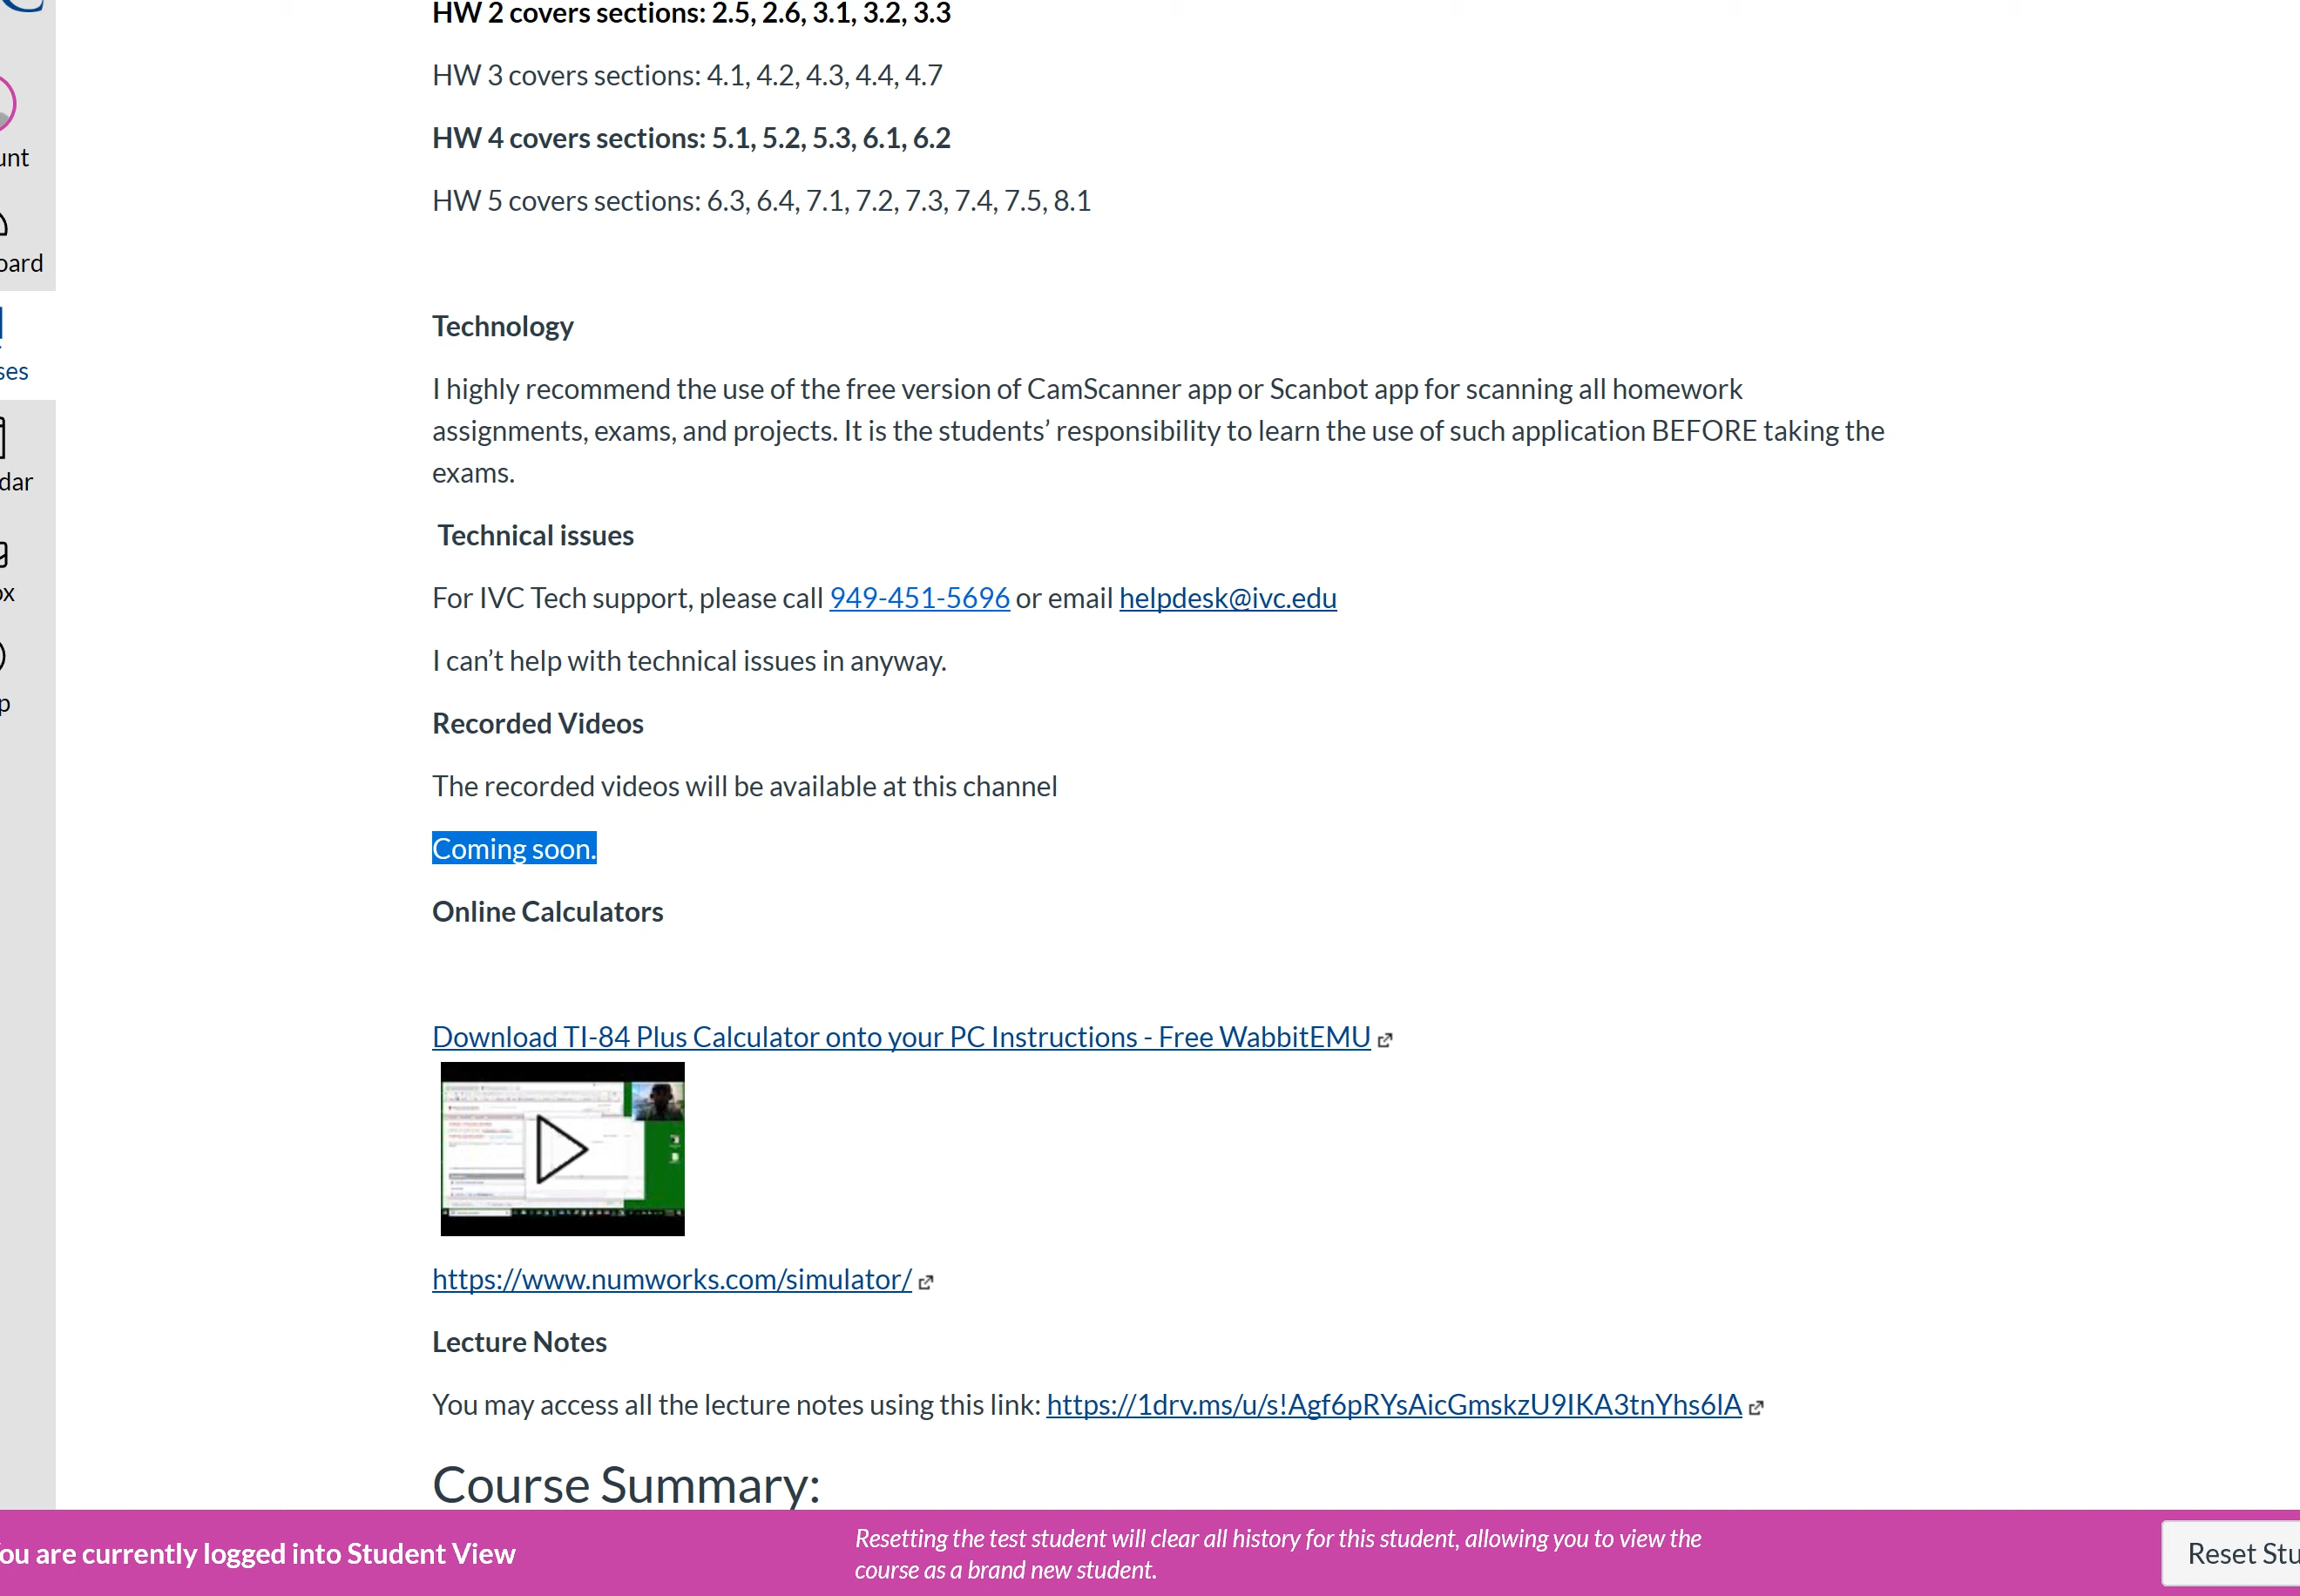 HW 2 covers sections: 2.5, 2.6, 3.1, 3.2, 3.3
HW 3 covers sections: 4.1, 4.2, 4.3, 4.4, 4.7
HW 4 covers sections: 5.1, 5.2, 5.3, 6.1, 6.2
HW 5 covers sections: 6.3, 6.4, 7.1, 7.2, 7.3, 7.4, 7.5, 8.1
Technology
I highly recommend the use of the free version of CamScanner app or Scanbot app for scanning all homework
assignments, exams, and projects. It is the students’ responsibility to learn the use of such application BEFORE taking the
exams.
Technical issues
For IVC Tech support, please call 949-451-5696 or email helpdesk@ivc.edu
I can’t help with technical issues in anyway.
Recorded Videos
The recorded videos will be available at this channel
Coming soon.
Online Calculators
Download TI-84 Plus Calculator onto your PC Instructions - Free WabbitEMU
https://www.numworks.com/simulator/
Lecture Notes
You may access all the lecture notes using this link: https://1drv.ms/u/s!Agf6pRYsAicGmskzU9IKA3tnYhs6lA
Course Summary:
ou are currently logged into Student View
Resetting the test student will clear all history for this student, allowing you to view the
course as a brand new student.
Reset Stu
unt
oard
ses
dar
ox
p